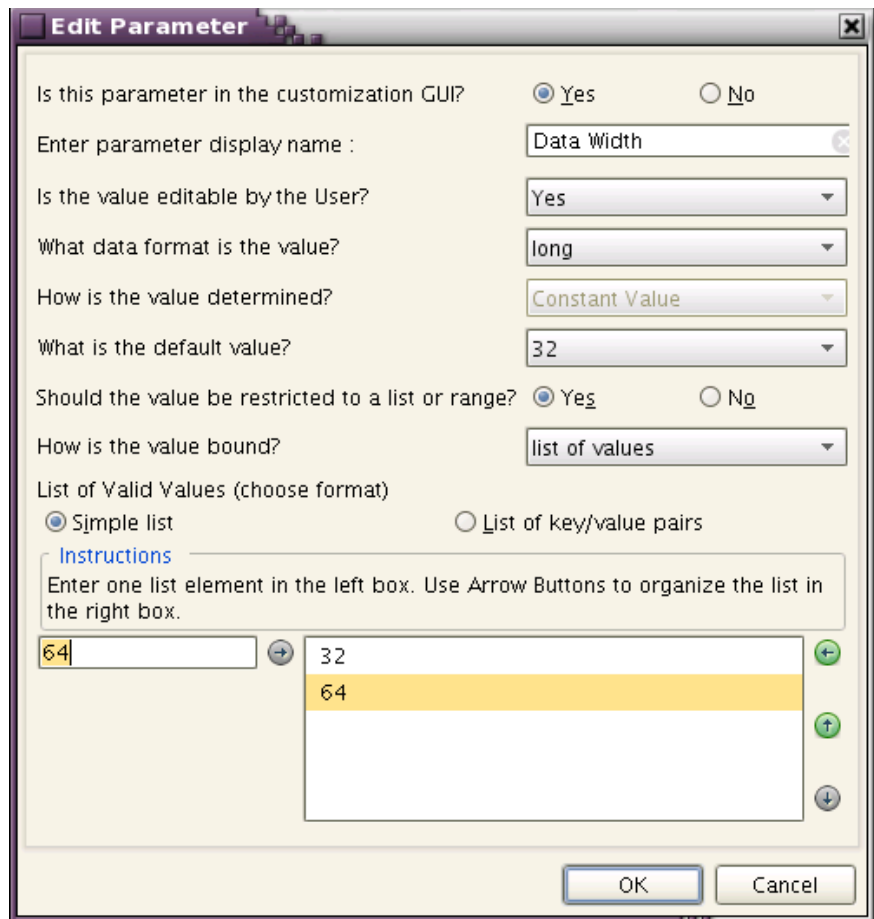 Edit Parameter
Is this parameter in the customization GUI? Yes No
Enter parameter display name : Data Width
Is the value editable by the User? Yes
What data format is the value? long
How is the value determined? Constant Value
What is the default value? 32
Should the value be restricted to a list or range? Yes No
How is the value bound? list of values
List of Valid Values (choose format)
Simple list List of key/value pairs
Instructions
Enter one list element in the left box. Use Arrow Buttons to organize the list in
the right box.
64 32
64
OK Cancel